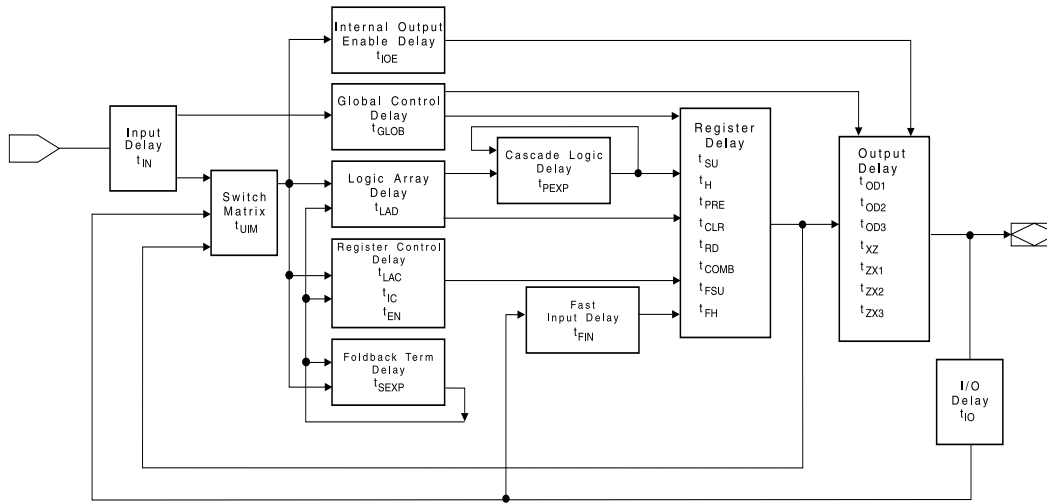 Internal Output
Enable Delay
tIOE
Global Control
Delay
tGLOB
Input
Delay
tIN
Switch
Matrix
tUIM
Logic Array
Delay
tLAD
Cascade Logic
Delay
tPEXP
Register Control
Delay
tLAC
tIC
tEN
Foldback Term
Delay
tSEXP
Fast
Input Delay
tFIN
Register
Delay
tSU
tH
tPRE
tCLR
tRD
tCOMB
tFSU
tFH
Output
Delay
tOD1
tOD2
tOD3
tXZ
tZX1
tZX2
tZX3
I/O
Delay
tIO